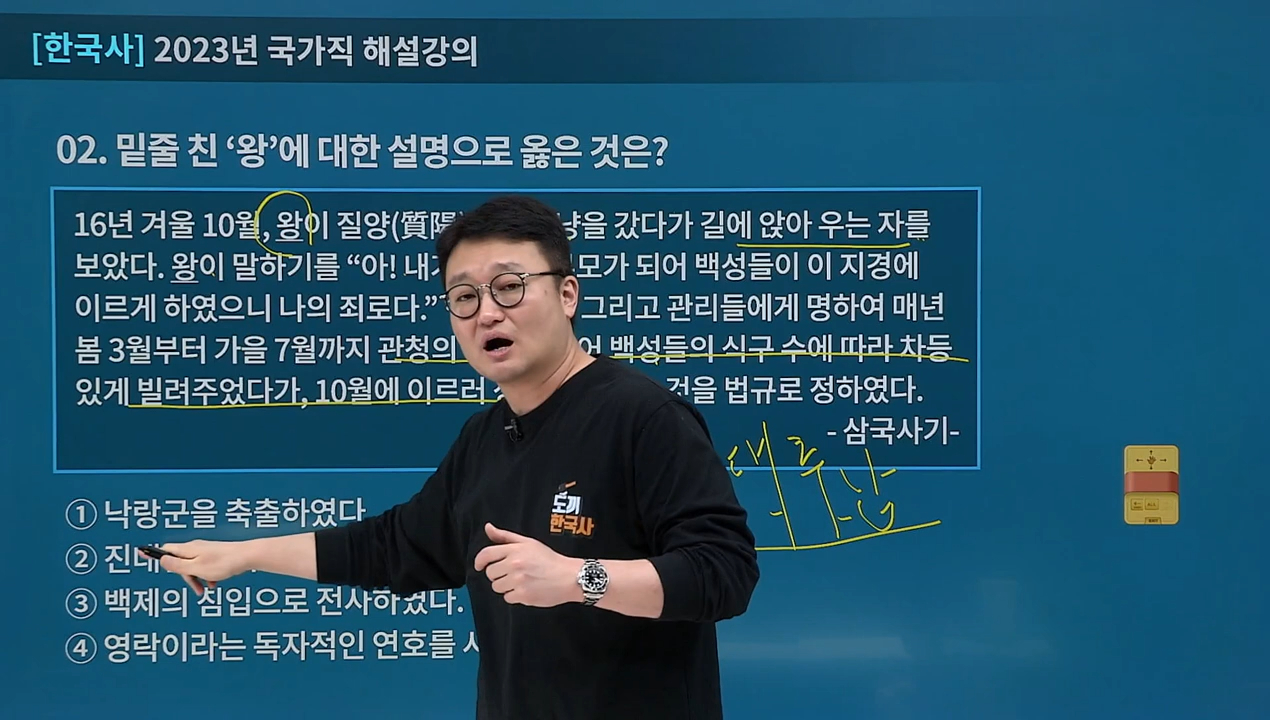 [한국사] 2023년 국가직 해설강의
02. 밑줄 친 ‘왕’에 대한 설명으로 옳은 것은?
16년 겨울 10월, 왕이 질양(質陽 갔다가 길에 앉아 우는 자를
보았다. 왕이 말하기를 “아! 내가 모가 되어 백성들이 이 지경에
이르게 하였으니 나의 죄로다.” 그리고 관리들에게 명하여 매년
봄 3월부터 가을 7월까지 관청의 백성들의 식구 수에 따라 차등
있게 빌려주었다가, 10월에 이르러 것을 법규로 정하였다.
- 삼국사기-
① 낙랑군을 축출하였다
② 진대
③ 백제의 침입으로 전사하였다.
④ 영락이라는 독자적인 연호를
도끼
한국사